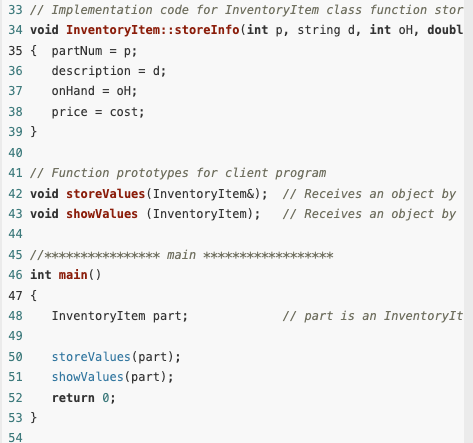 33 // Implementation code for InventoryItem class function stor
34 void InventoryItem::storeInfo(int p, string d, int oH, doubl
35 {  partNum = p;
36    description = d;
37    onHand = oH;
38    price = cost;
39 }
40
41 // Function prototypes for client program
42 void storeValues(InventoryItem&);  // Receives an object by
43 void showValues (InventoryItem);   // Receives an object by
44
45 //**************** main ******************
46 int main()
47 {
48    InventoryItem part;             // part is an InventoryIt
49
50    storeValues(part);
51    showValues(part);
52    return 0;
53 }
54